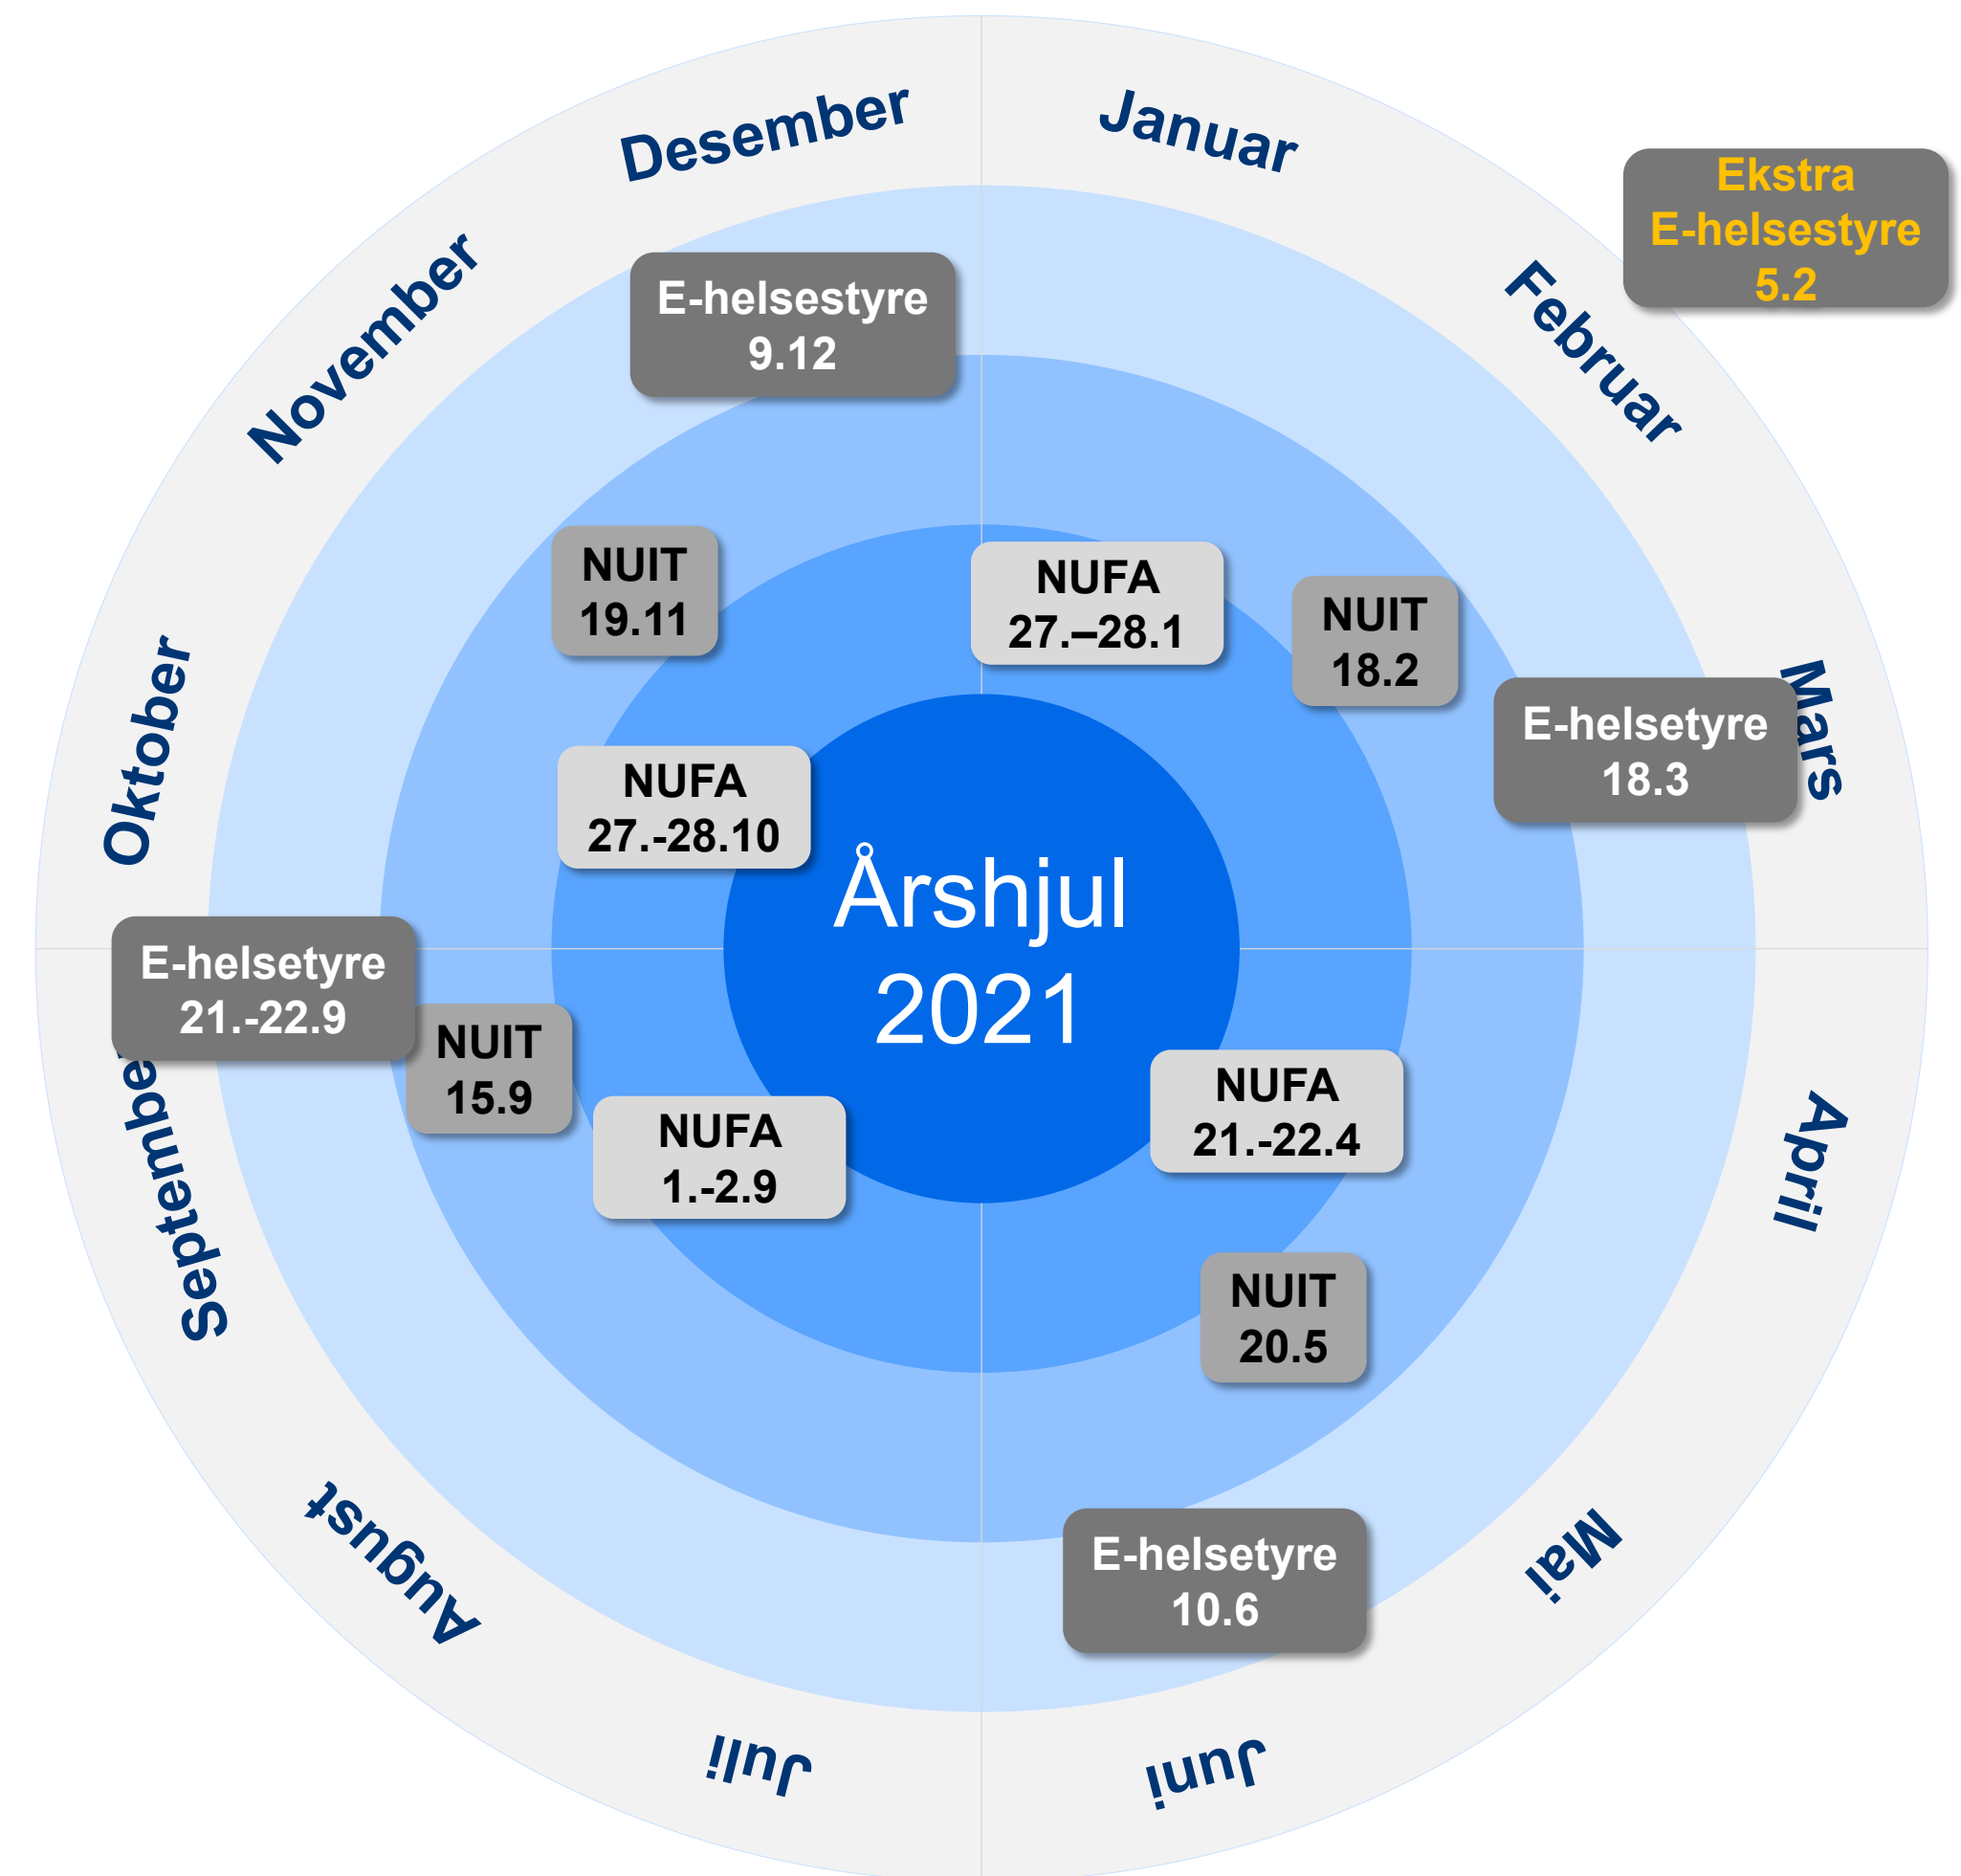 Desember
Januar
Ekstra
E-helsestyre
5.2
November
Februar
E-helsestyre
9.12
NUIT
19.11
NUFA
27.–28.1
NUIT
18.2
Oktober
Mars
E-helsetyre
18.3
NUFA
27.-28.10
Årshjul
2021
E-helsetyre
21.-22.9
NUIT
15.9
NUFA
21.-22.4
NUFA
1.-2.9
April
NUIT
20.5
August
Mai
E-helsetyre
10.6
Juli
Juni